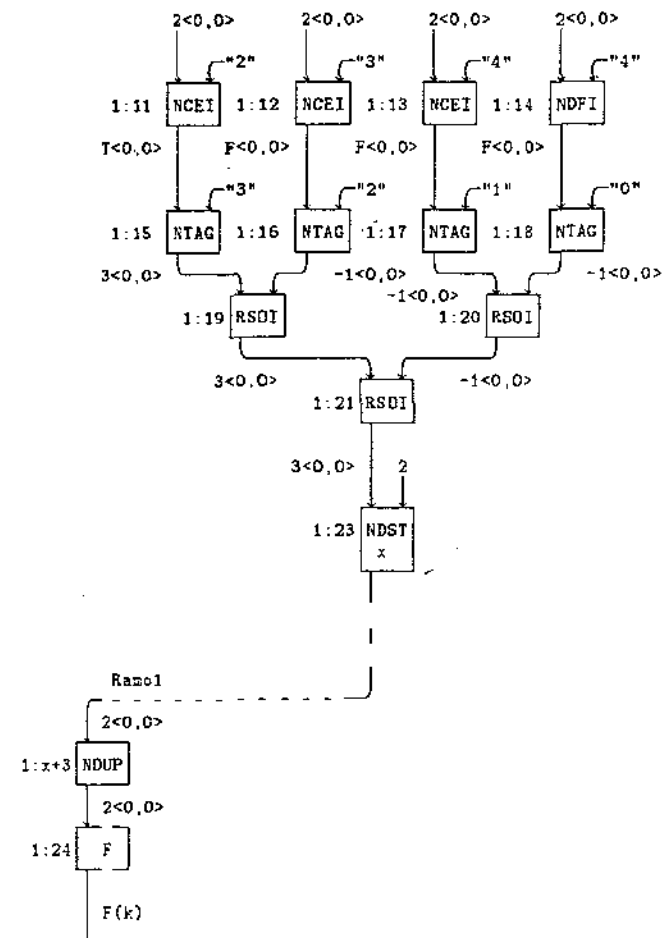 2<0,0> 2<0,0> 2<0,0> 2<0,0>
"2" "3" "4" "4"
1:11 NCEI 1:12 NCEI 1:13 NCEI 1:14 NDFI
T<0,0> F<0,0> F<0,0> F<0,0>
"3" "2" "1" "0"
1:15 NTAG 1:16 NTAG 1:17 NTAG 1:18 NTAG
3<0,0> -1<0,0> -1<0,0> -1<0,0>
1:19 RSDI 1:20 RSDI
3<0,0> -1<0,0>
1:21 RSDI
3<0,0> 2
1:23 NDST
x
Ramo1
2<0,0>
1:x+3 NDUP
2<0,0>
1:24 F
F(k)